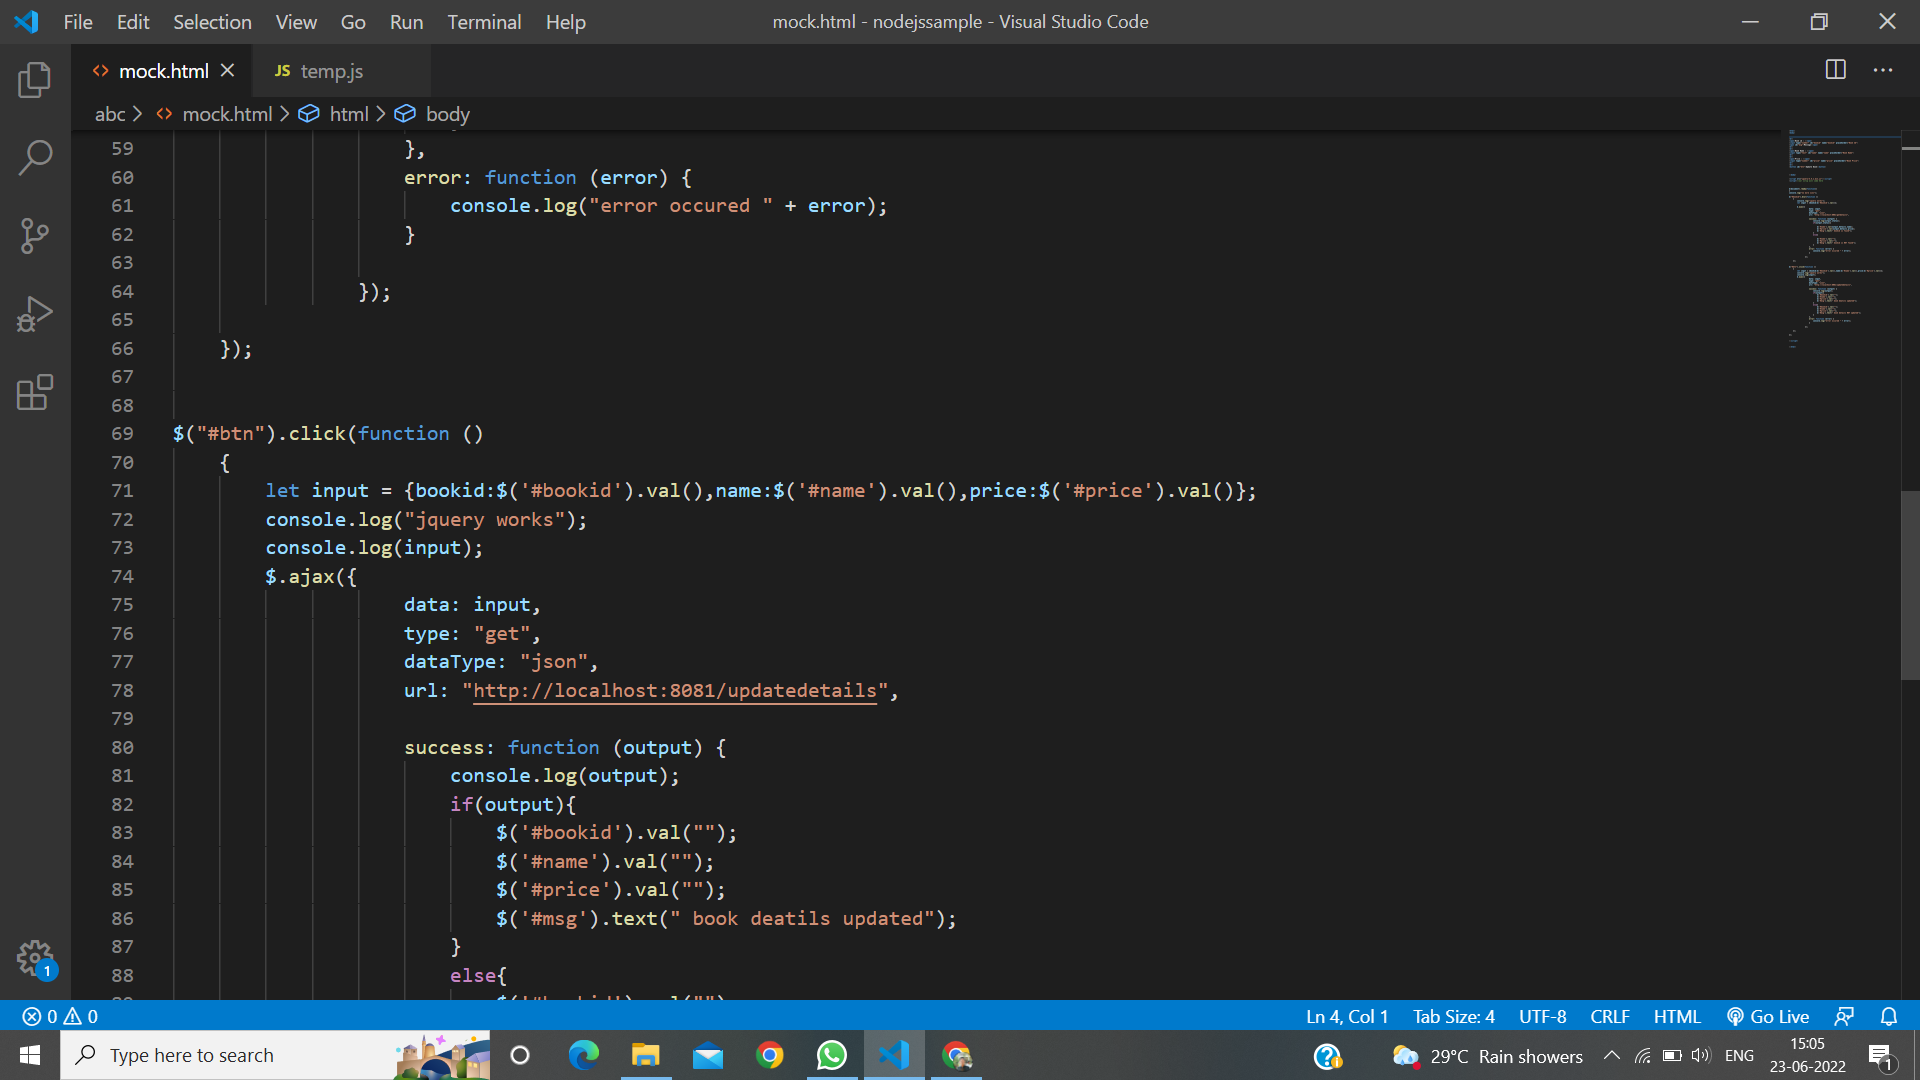 File Edit Selection View Go Run Terminal Help mock.html - nodejssample - Visual Studio Code
mock.html JS temp.js
abc > mock.html > html > body
59 },
60 error: function (error) {
61 console.log("error occured " + error);
62 }
63
64 });
65
66 });
67
68
69 $("#btn").click(function ()
70 {
71 let input = {bookid:$('#bookid').val(),name:$('#name').val(),price:$('#price').val()};
72 console.log("jquery works");
73 console.log(input);
74 $.ajax({
75 data: input,
76 type: "get",
77 dataType: "json",
78 url: "http://localhost:8081/updatedetails",
79
80 success: function (output) {
81 console.log(output);
82 if(output){
83 $('#bookid').val("");
84 $('#name').val("");
85 $('#price').val("");
86 $('#msg').text(" book deatils updated");
87 }
88 else{
0 0 Ln 4, Col 1 Tab Size: 4 UTF-8 CRLF HTML Go Live
1
Type here to search 29°C Rain showers ENG 15:05
23-06-2022 1